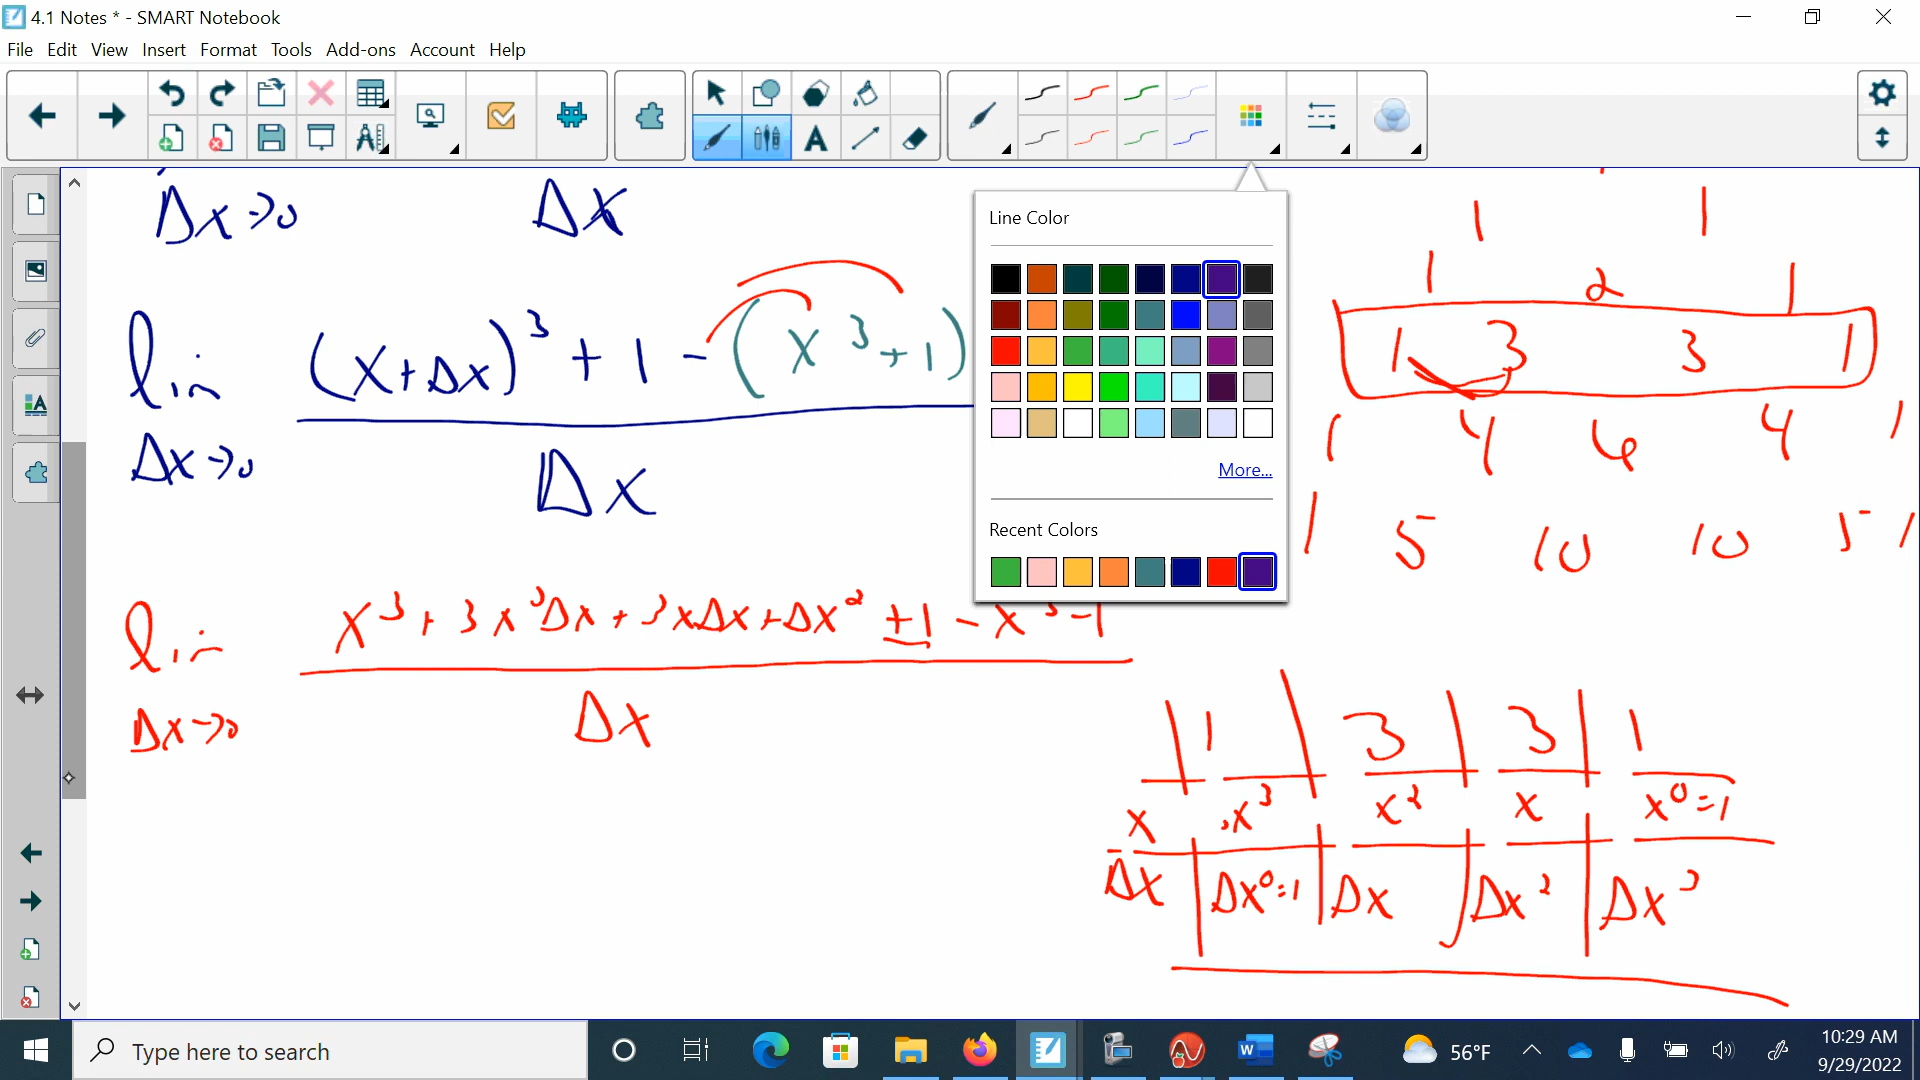 4.1 Notes * - SMART Notebook
File Edit View Insert Format Tools Add-ons Account Help
Δx→0 Δx
lim (x+Δx)³ + 1 - (x³+1)
Δx→0 Δx
lim x³ + 3x³Δx + 3xΔx + Δx² +1 - x³ - 1
Δx→0 Δx
Line Color
More...
Recent Colors
1 1
1 2 1
1 3 3 1
1 4 6 4 1
1 5 10 10 5 1
1 3 3 1
x x³ x² x x⁰=1
Δx Δx⁰=1 Δx Δx² Δx³
Type here to search
56°F
10:29 AM
9/29/2022